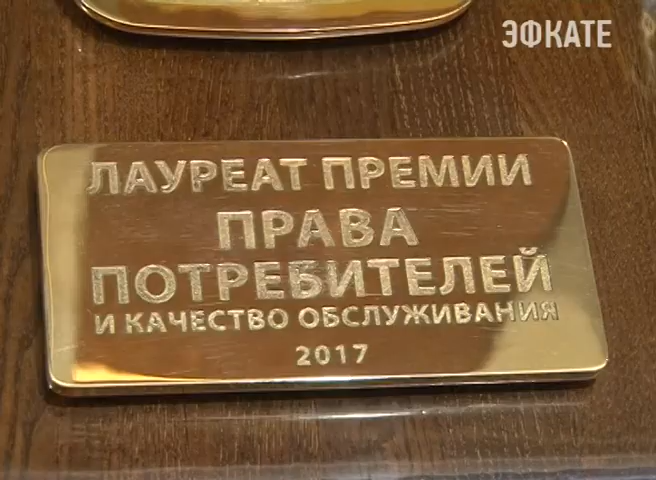 ЭФКАТЕ
ЛАУРЕАТ ПРЕМИИ
ПРАВА
ПОТРЕБИТЕЛЕЙ
И КАЧЕСТВО ОБСЛУЖИВАНИЯ
2017